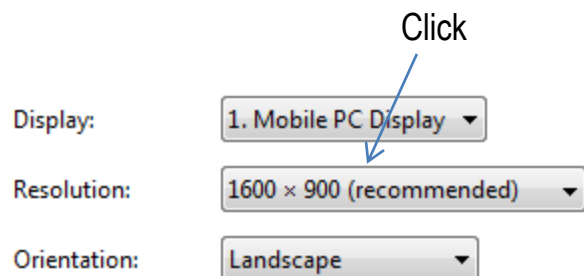 Click
Display: 1. Mobile PC Display
Resolution: 1600 × 900 (recommended)
Orientation: Landscape